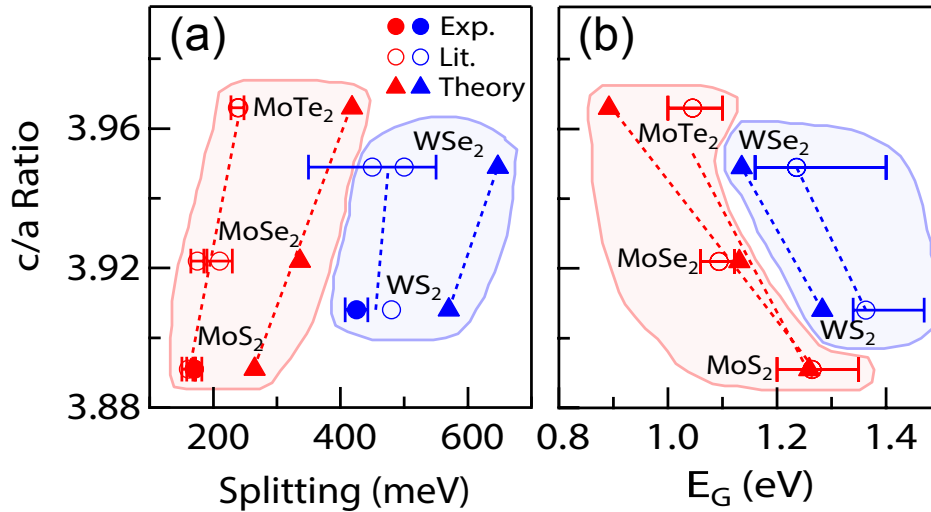 (a)
Exp.
Lit.
Theory
MoTe2
WSe2
MoSe2
WS2
MoS2
3.96
3.92
3.88
c/a Ratio
200
400
600
Splitting (meV)
(b)
MoTe2
WSe2
MoSe2
WS2
MoS2
0.8
1.0
1.2
1.4
EG (eV)